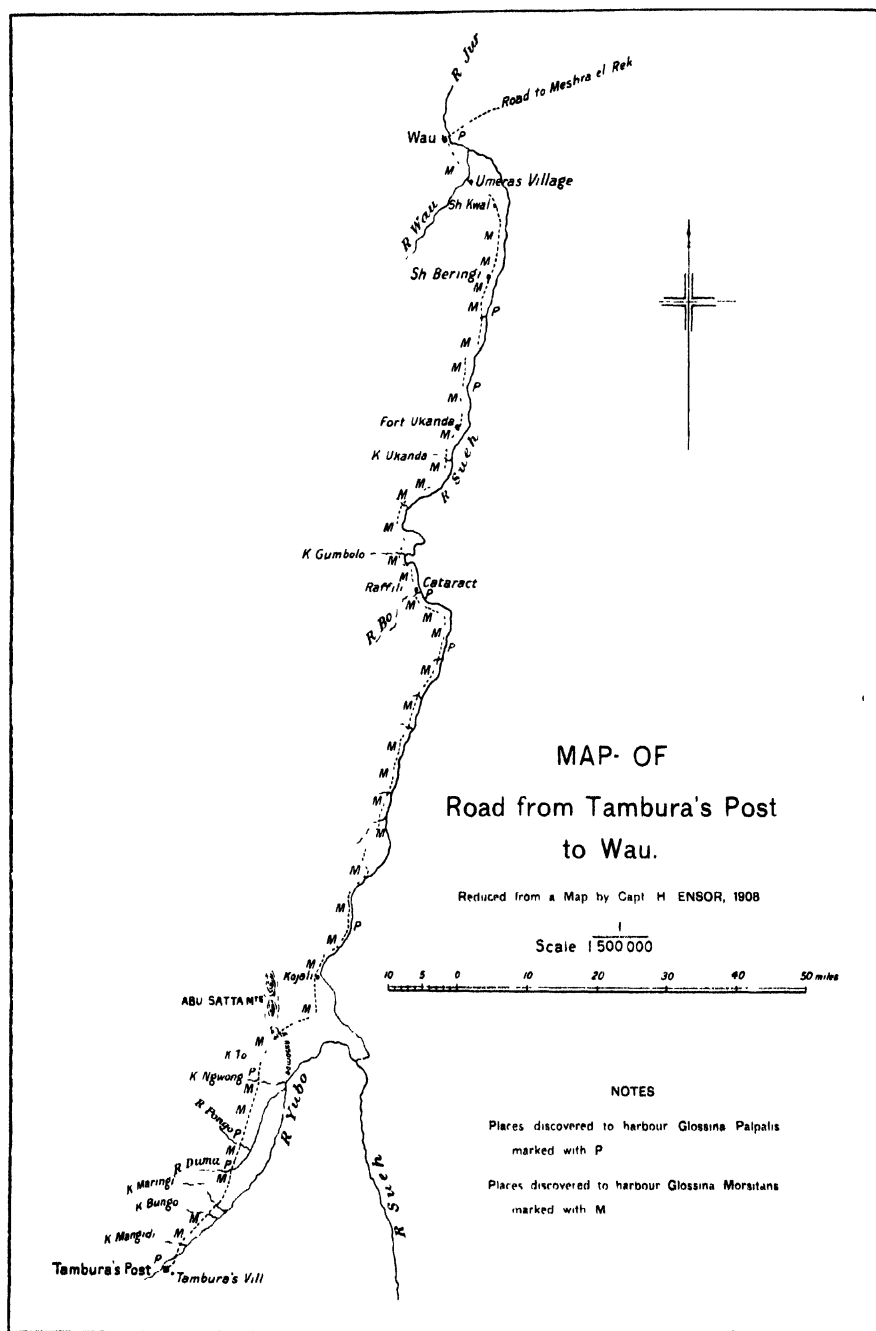 R Jur
Road to Meshra el Rek
Wau
P
M
Umeras Village
Sh Kwai
R Wau
M
M
Sh Beringi
M
M
P
M
M
P
M
Fort Ukanda
M
K Ukanda
M
R Sueh
M
M
M
M
K Gumbolo
M
M
Raffili
Cataract
P
M
R Bo
M
M
P
M
M
M
M
M
M
M
M
M
P
M
M
Kojali
ABU SATTA MTS
M
M
K To
K Ngwong
P
M
M
R Yubo
R Pongo
P
M
R Duma
P
M
K Maringi
K Bungo
M
K Mangidi
M
P
Tambura's Post
Tambura's Vill
R Sueh
MAP- OF
Road from Tambura's Post
to Wau.
Reduced from a Map by Capt H ENSOR, 1908
Scale 1/1 500 000
10 5 0 10 20 30 40 50 miles
NOTES
Places discovered to harbour Glossina Palpalis
marked with P
Places discovered to harbour Glossina Morsitans
marked with M